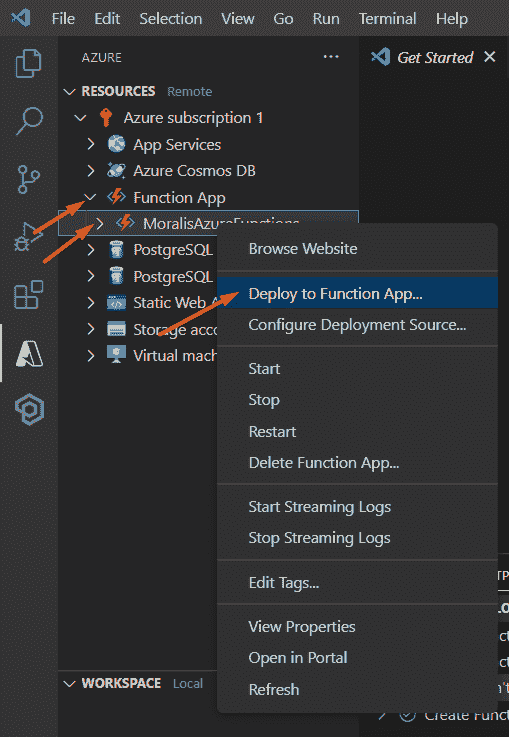 File Edit Selection View Go Run Terminal Help
AZURE ...
Get Started
RESOURCES Remote
Azure subscription 1
App Services
Azure Cosmos DB
Function App
MoralisAzureFunctions
PostgreSQL
PostgreSQL
Static Web A
Storage acco
Virtual mach
Browse Website
Deploy to Function App...
Configure Deployment Source...
Start
Stop
Restart
Delete Function App...
Start Streaming Logs
Stop Streaming Logs
Edit Tags...
View Properties
Open in Portal
Refresh
WORKSPACE Local
Create Func